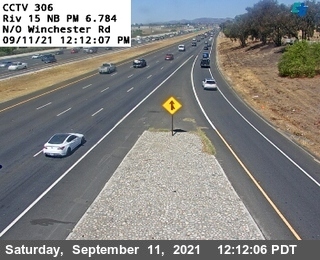 CCTV 306
Riv 15 NB PM 6.784
N/O Winchester Rd
09/11/21 12:12:07 PM
Saturday, September 11, 2021 12:12:06 PDT